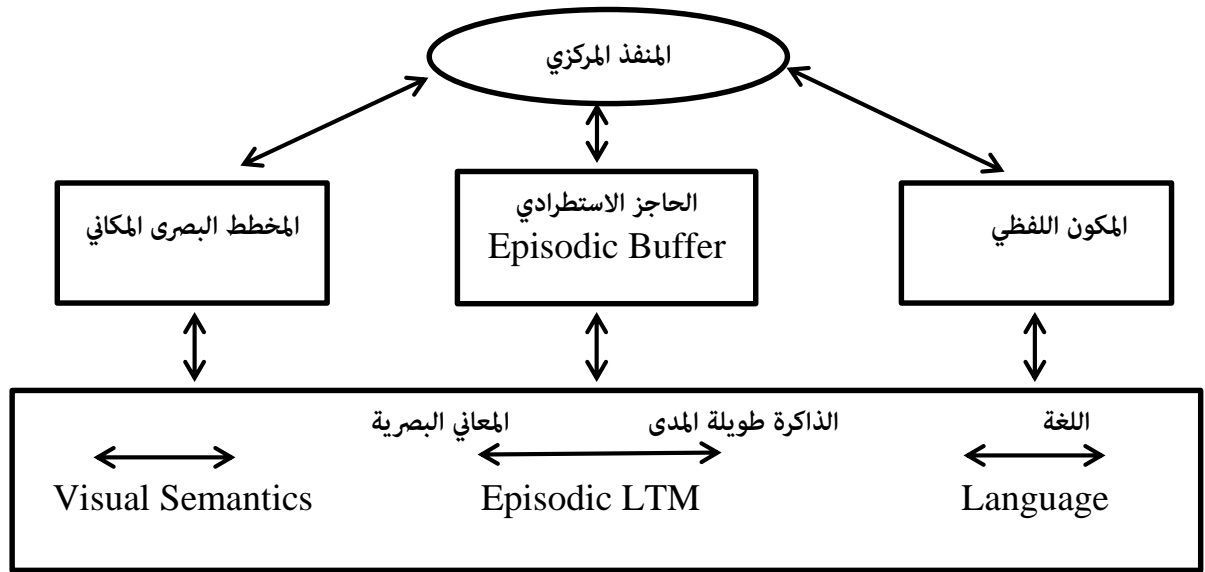 المنفذ المركزي
المكون اللفظي
الحاجز الاستطرادي
Episodic Buffer
المخطط البصرى المكاني
اللغة
الذاكرة طويلة المدى
المعاني البصرية
Visual Semantics
Episodic LTM
Language